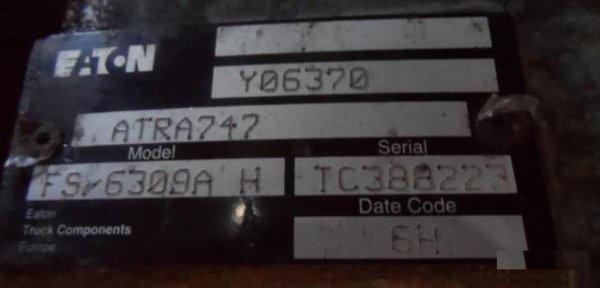 EATON
Y06370
ATRA747
Model Serial
FS/6309A H TC388223
Eaton Date Code
Truck Components 6H
Europe